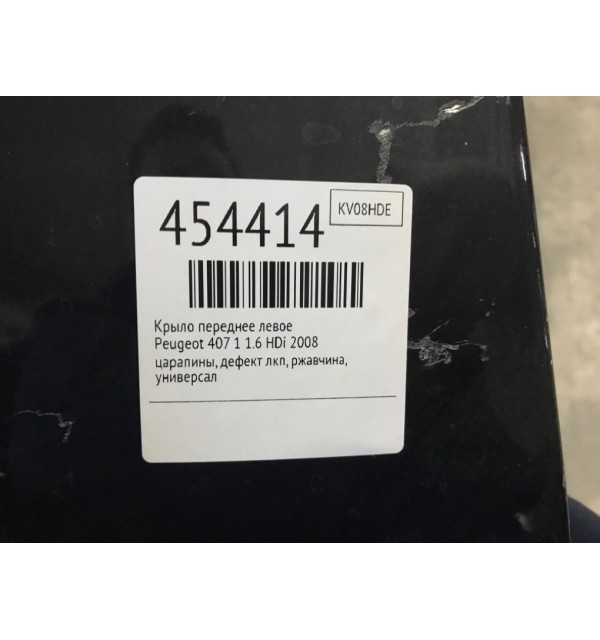 454414
KV08HDE
Крыло переднее левое
Peugeot 407 1 1.6 HDi 2008
царапины, дефект лкп, ржавчина,
универсал